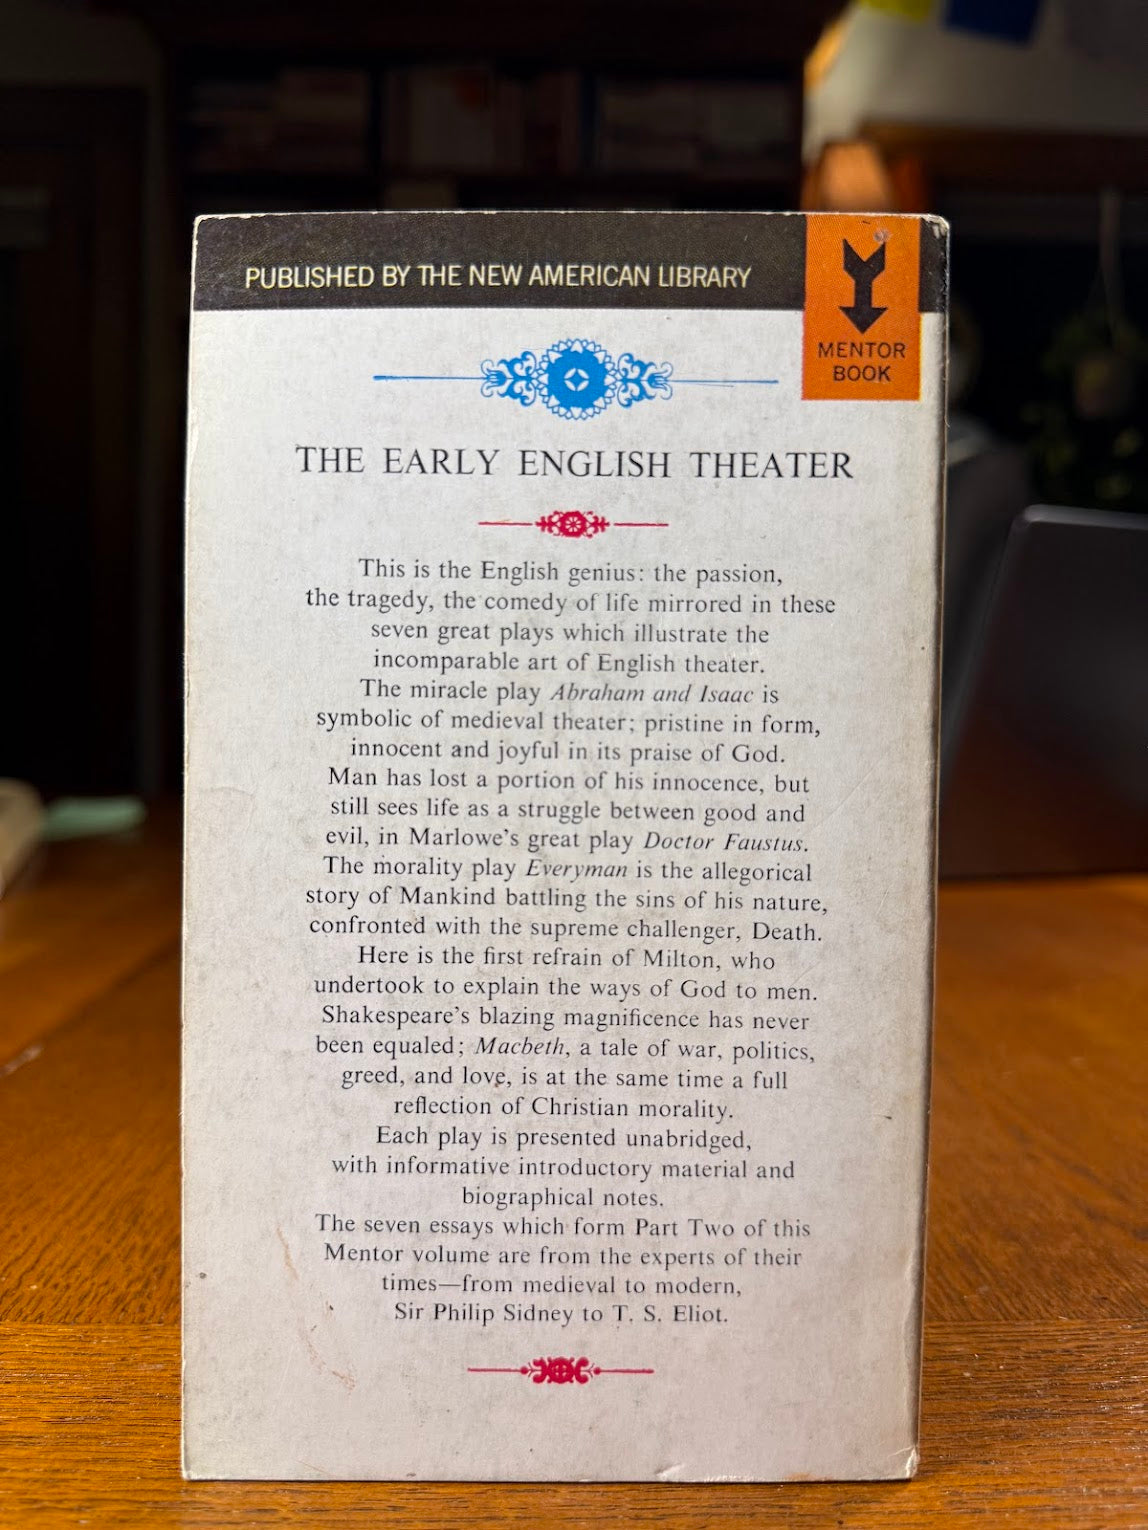 PUBLISHED BY THE NEW AMERICAN LIBRARY
MENTOR
BOOK
THE EARLY ENGLISH THEATER
This is the English genius: the passion,
the tragedy, the comedy of life mirrored in these
seven great plays which illustrate the
incomparable art of English theater.
The miracle play Abraham and Isaac is
symbolic of medieval theater; pristine in form,
innocent and joyful in its praise of God.
Man has lost a portion of his innocence, but
still sees life as a struggle between good and
evil, in Marlowe's great play Doctor Faustus.
The morality play Everyman is the allegorical
story of Mankind battling the sins of his nature,
confronted with the supreme challenger, Death.
Here is the first refrain of Milton, who
undertook to explain the ways of God to men.
Shakespeare's blazing magnificence has never
been equaled; Macbeth, a tale of war, politics,
greed, and love, is at the same time a full
reflection of Christian morality.
Each play is presented unabridged,
with informative introductory material and
biographical notes.
The seven essays which form Part Two of this
Mentor volume are from the experts of their
times—from medieval to modern,
Sir Philip Sidney to T. S. Eliot.